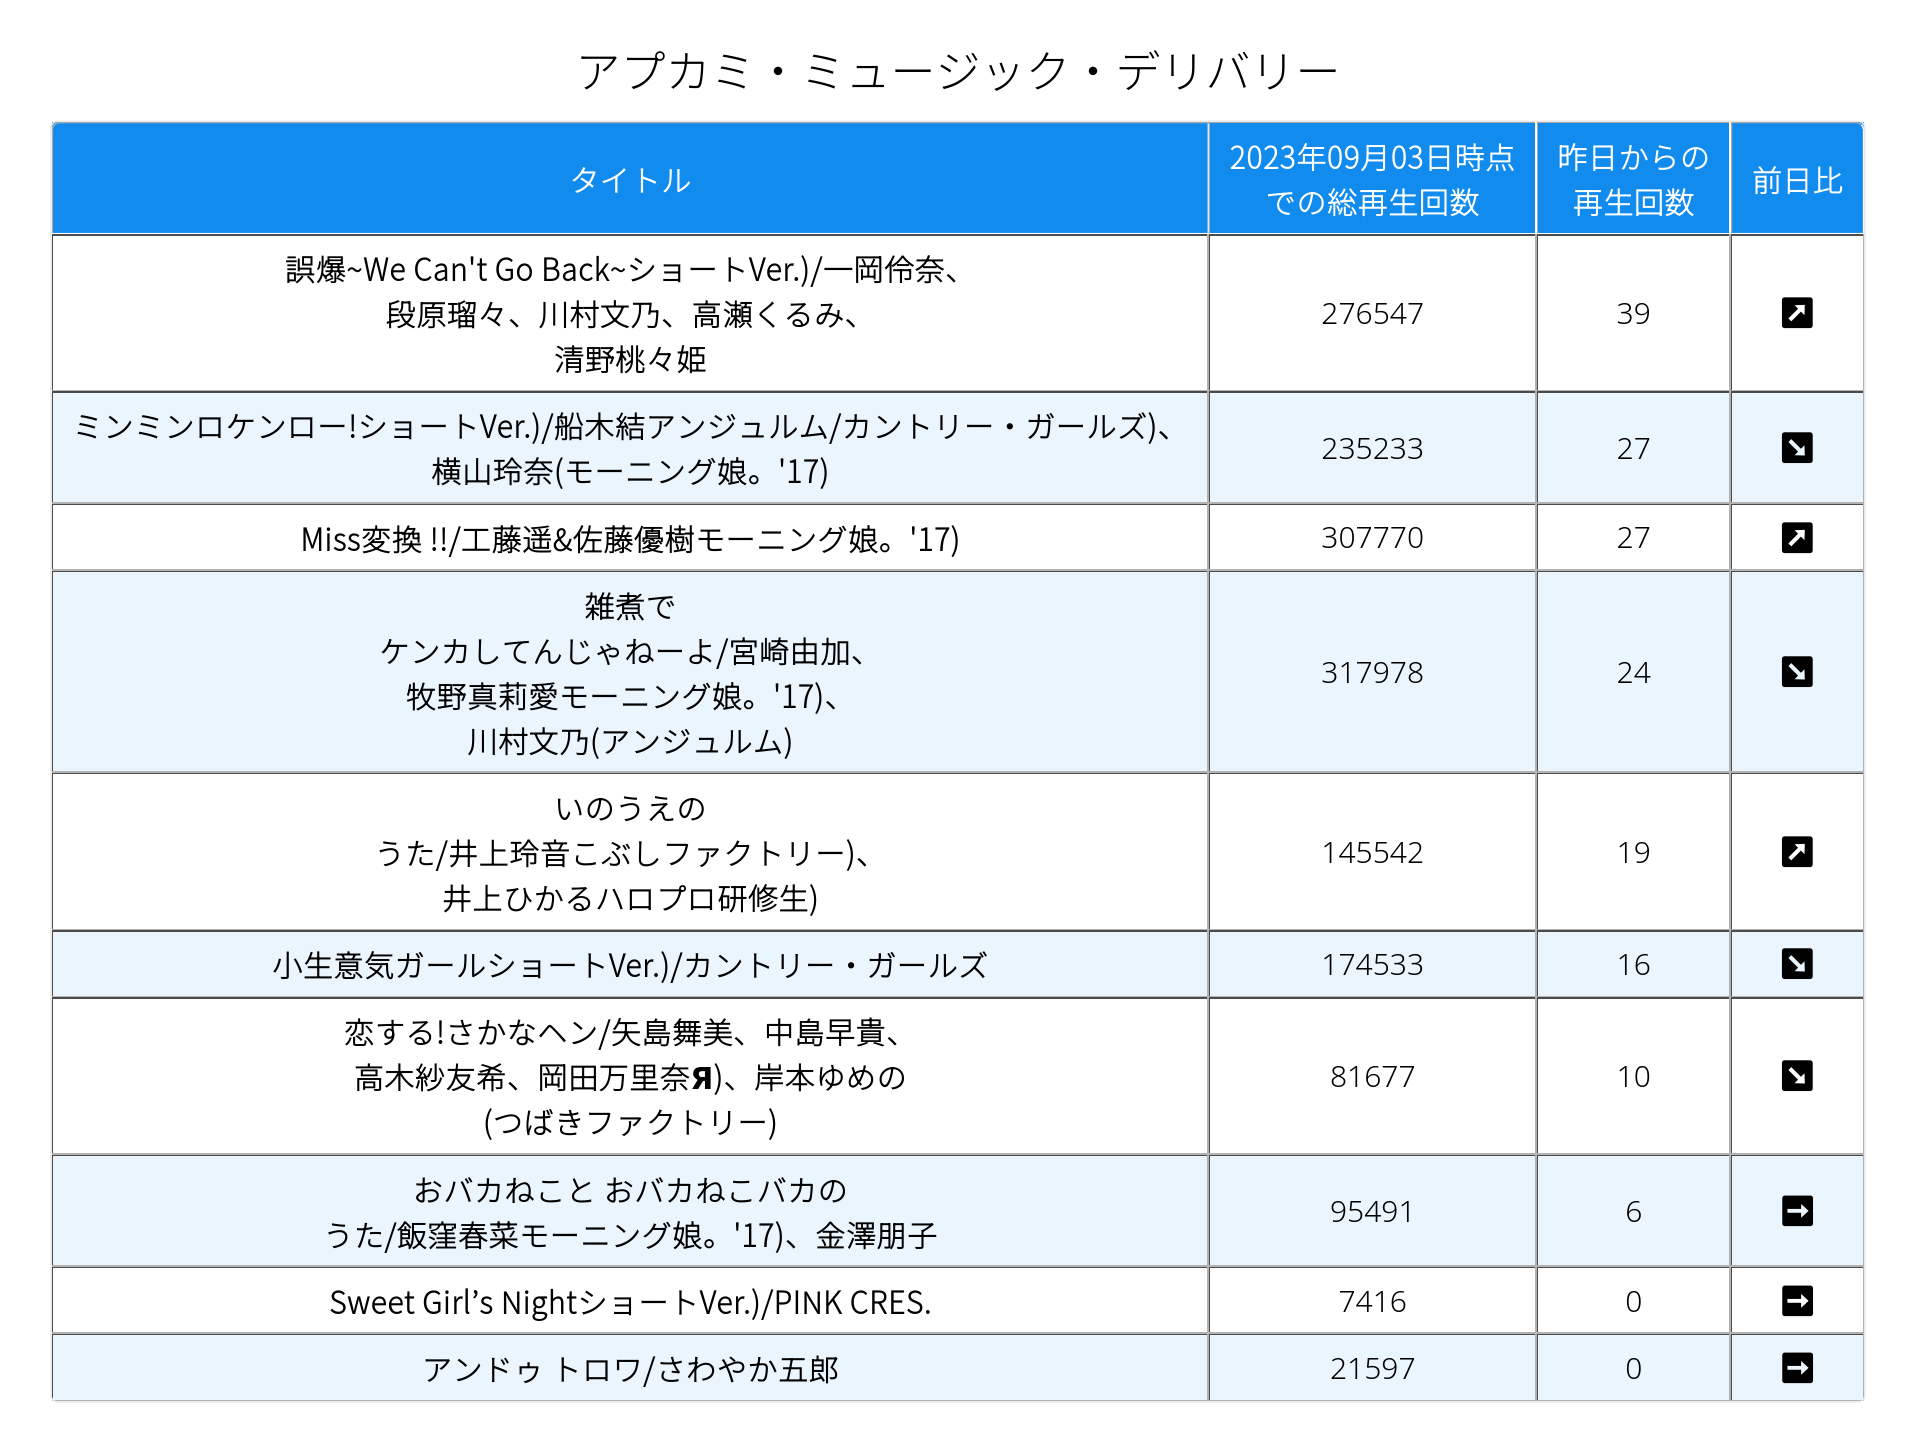 アプカミ・ミュージック・デリバリー
タイトル
2023年09月03日時点
での総再生回数
昨日からの
再生回数
前日比
誤爆~We Can't Go Back~ショートVer.)/一岡伶奈、
段原瑠々、川村文乃、高瀬くるみ、
清野桃々姫
276547
39
ミンミンロケンロー!ショートVer.)/船木結アンジュルム/カントリー・ガールズ)、
横山玲奈(モーニング娘。'17)
235233
27
Miss変換 !!/工藤遥&佐藤優樹モーニング娘。'17)
307770
27
雑煮で
ケンカしてんじゃねーよ/宮崎由加、
牧野真莉愛モーニング娘。'17)、
川村文乃(アンジュルム)
317978
24
いのうえの
うた/井上玲音こぶしファクトリー)、
井上ひかるハロプロ研修生)
145542
19
小生意気ガールショートVer.)/カントリー・ガールズ
174533
16
恋する!さかなヘン/矢島舞美、中島早貴、
高木紗友希、岡田万里奈Я)、岸本ゆめの
(つばきファクトリー)
81677
10
おバカねこと おバカねこバカの
うた/飯窪春菜モーニング娘。'17)、金澤朋子
95491
6
Sweet Girl’s NightショートVer.)/PINK CRES.
7416
0
アンドゥ トロワ/さわやか五郎
21597
0